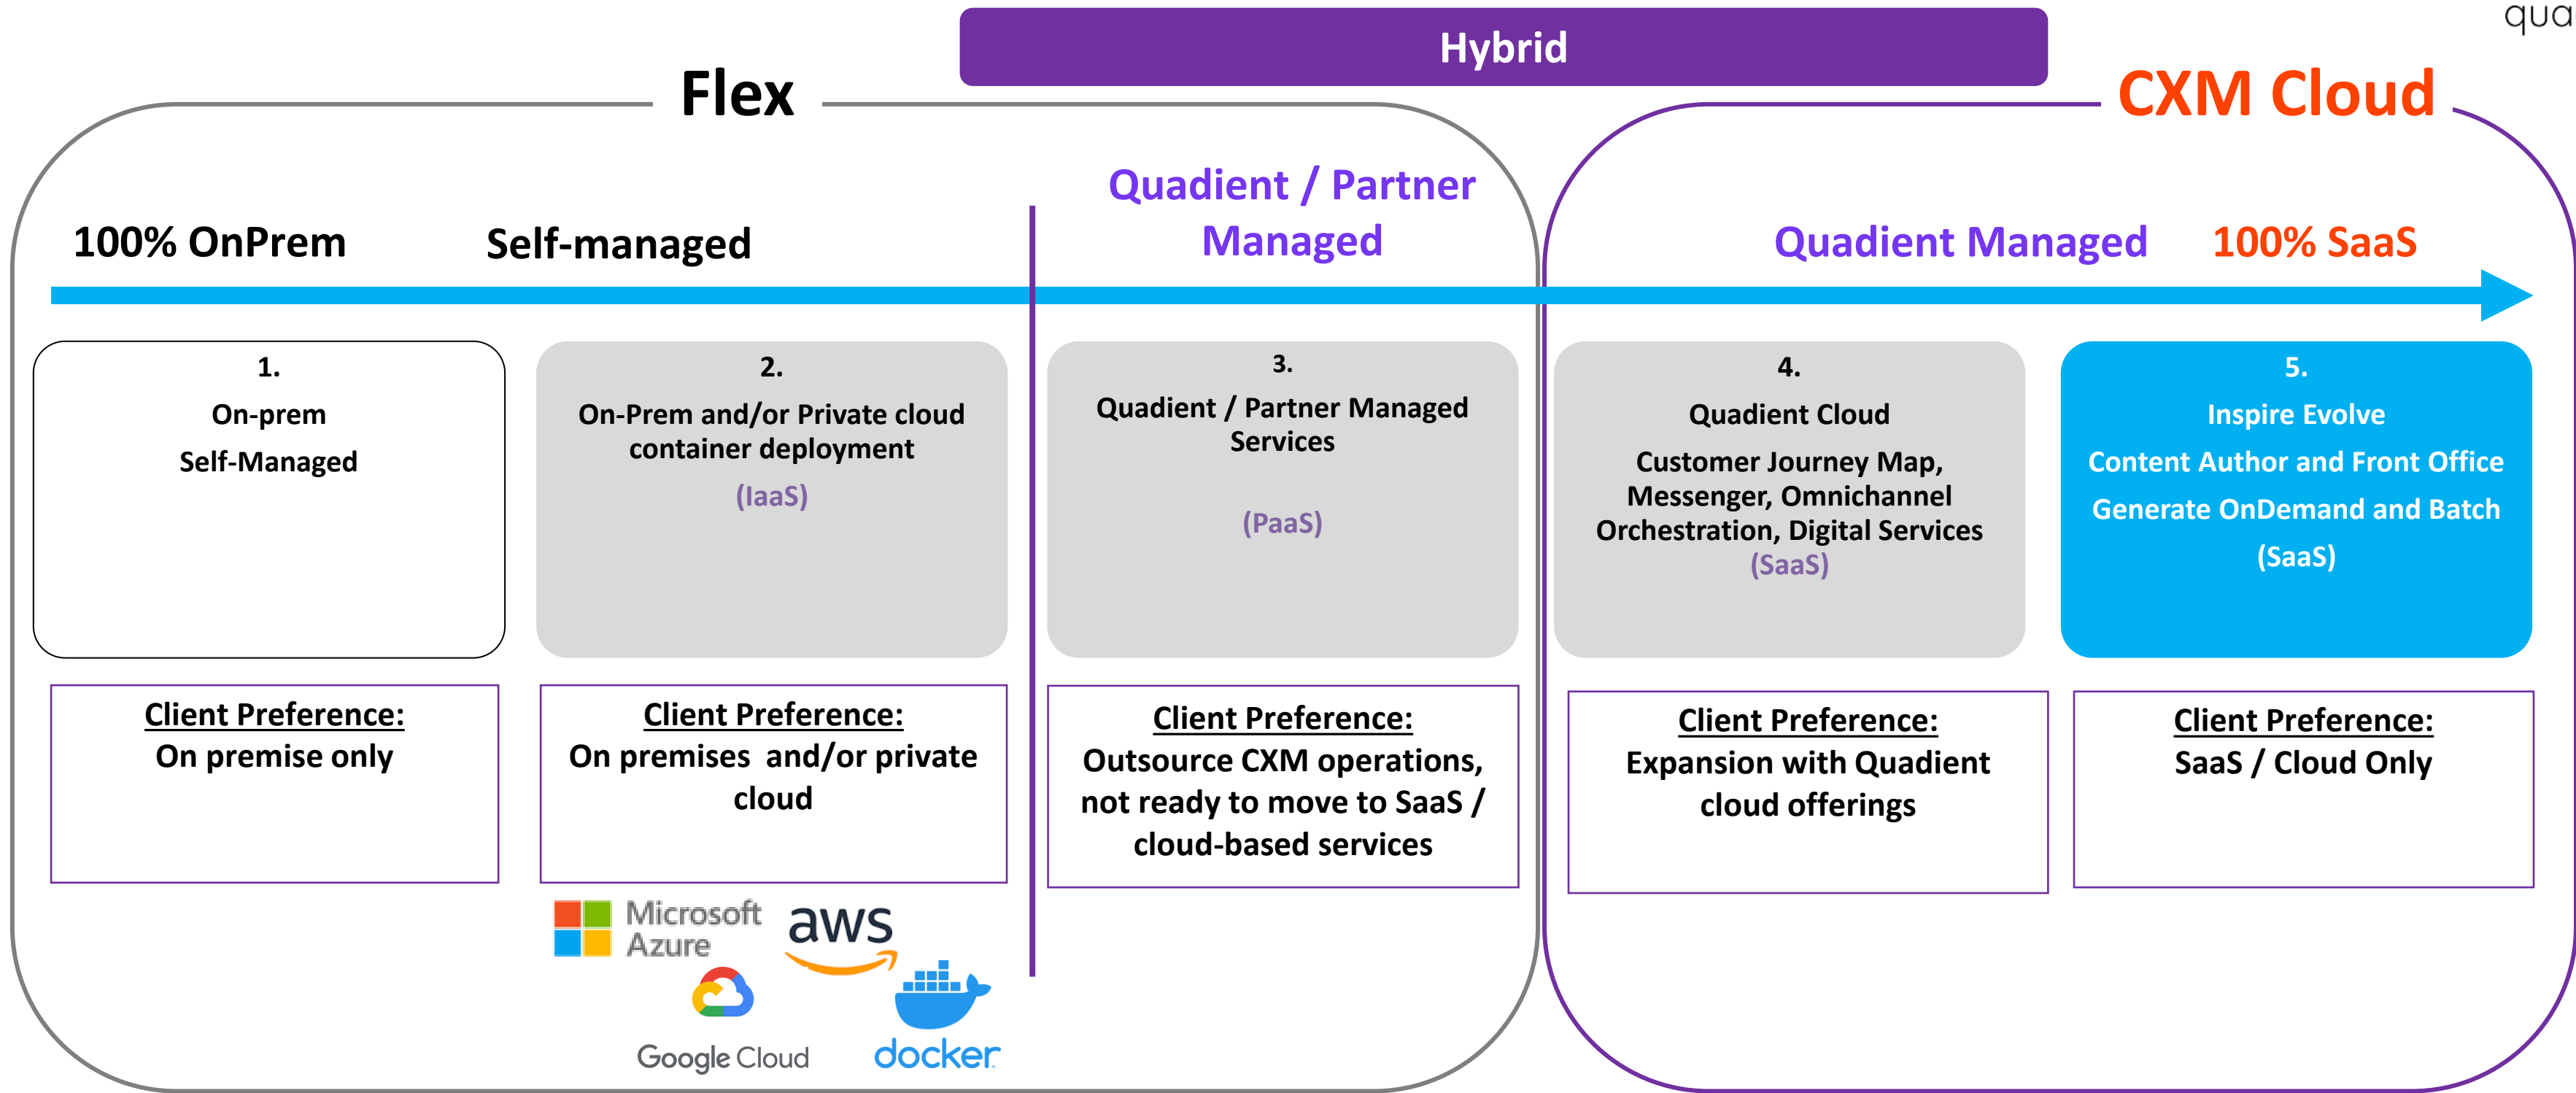 qua
Hybrid
Flex
CXM Cloud
100% OnPrem
Self-managed
Quadient / Partner
Managed
Quadient Managed
100% SaaS
1.
On-prem
Self-Managed
2.
On-Prem and/or Private cloud
container deployment
(IaaS)
3.
Quadient / Partner Managed
Services
(PaaS)
4.
Quadient Cloud
Customer Journey Map,
Messenger, Omnichannel
Orchestration, Digital Services
(SaaS)
5.
Inspire Evolve
Content Author and Front Office
Generate OnDemand and Batch
(SaaS)
Client Preference:
On premise only
Client Preference:
On premises  and/or private
cloud
Client Preference:
Outsource CXM operations,
not ready to move to SaaS /
cloud-based services
Client Preference:
Expansion with Quadient
cloud offerings
Client Preference:
SaaS / Cloud Only
Microsoft
Azure
aws
Google Cloud
docker